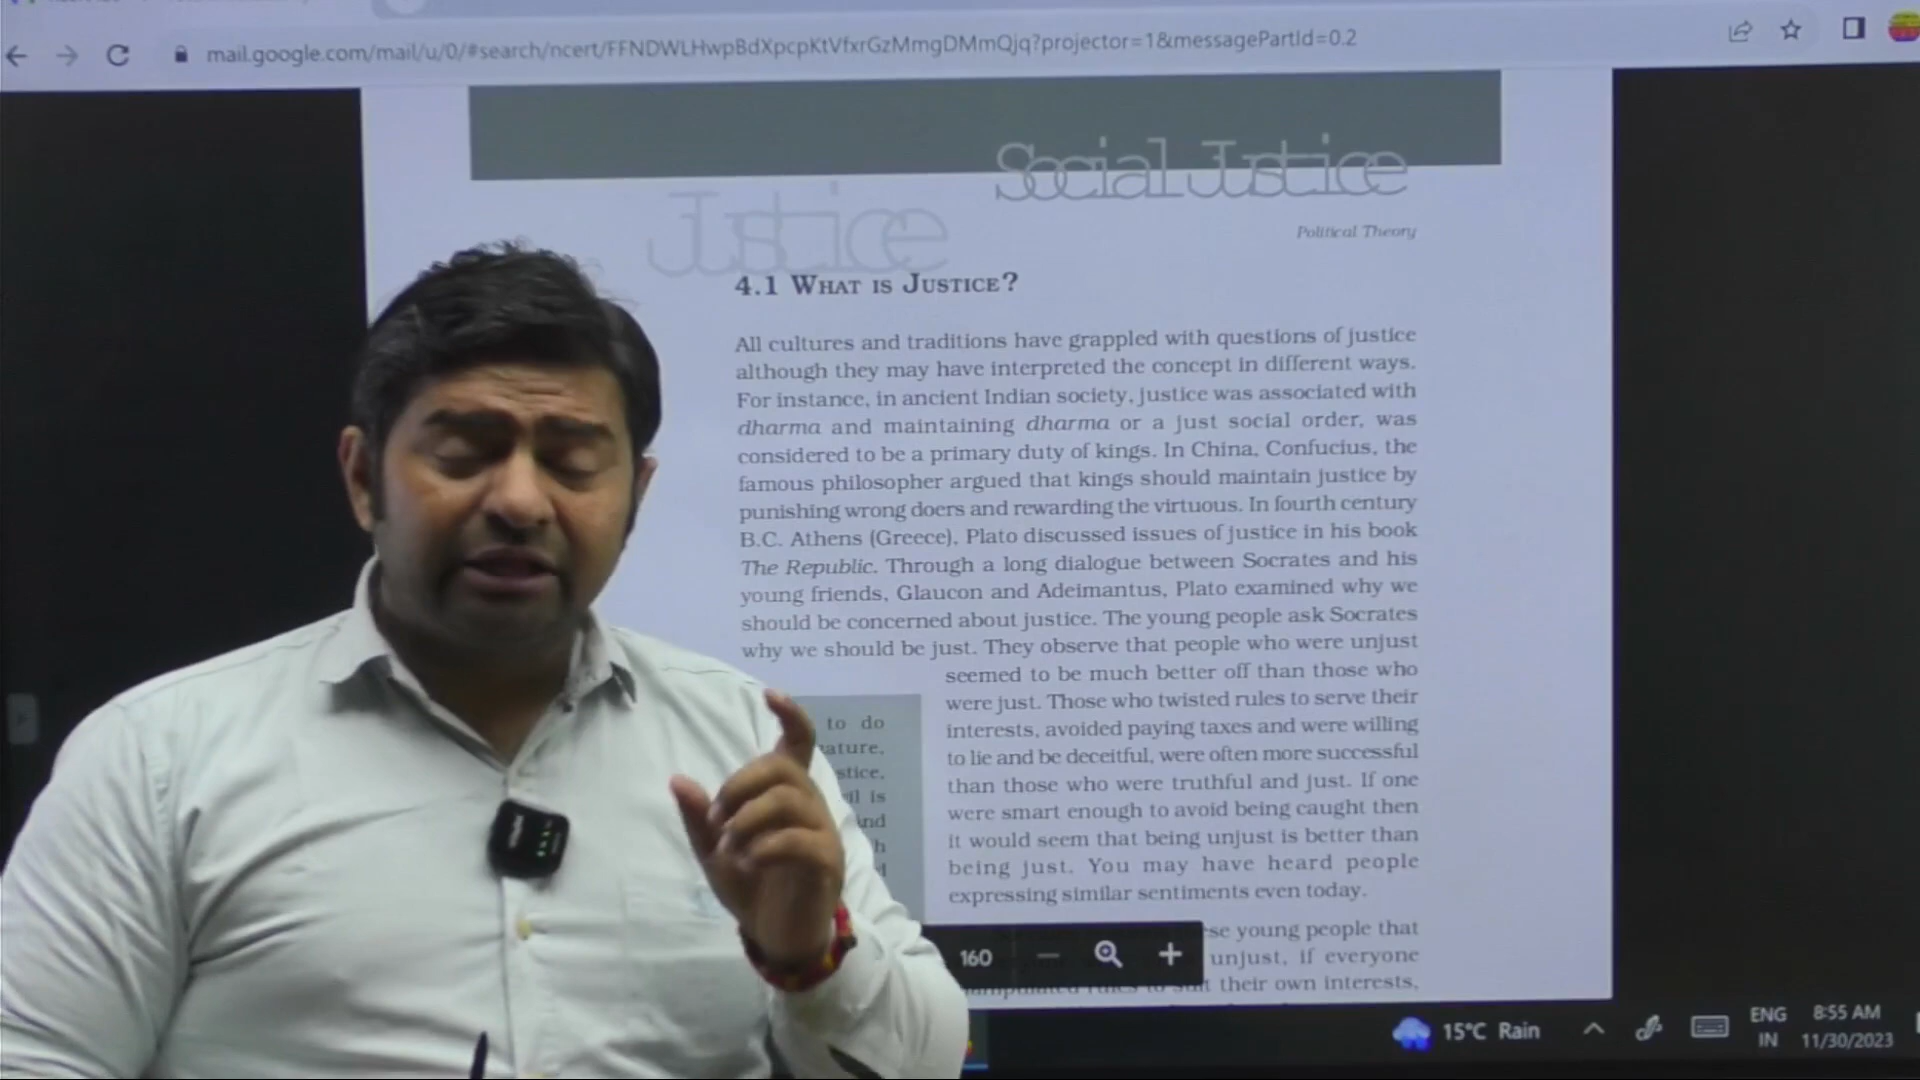 mail.google.com/mail/u/0/#search/ncert/FFNDWLHwpBdXpcpKtVfxrGzMmgDMmQjq?projector=1&messagePartId=0.2
Social Justice
Justice
Political Theory
4.1 WHAT IS JUSTICE?
All cultures and traditions have grappled with questions of justice
although they may have interpreted the concept in different ways.
For instance, in ancient Indian society, justice was associated with
dharma and maintaining dharma or a just social order, was
considered to be a primary duty of kings. In China, Confucius, the
famous philosopher argued that kings should maintain justice by
punishing wrong doers and rewarding the virtuous. In fourth century
B.C. Athens (Greece), Plato discussed issues of justice in his book
The Republic. Through a long dialogue between Socrates and his
young friends, Glaucon and Adeimantus, Plato examined why we
should be concerned about justice. The young people ask Socrates
why we should be just. They observe that people who were unjust
seemed to be much better off than those who
were just. Those who twisted rules to serve their
interests, avoided paying taxes and were willing
to lie and be deceitful, were often more successful
than those who were truthful and just. If one
were smart enough to avoid being caught then
it would seem that being unjust is better than
being just. You may have heard people
expressing similar sentiments even today.
to do
is
young people that
unjust, if everyone
their own interests,
160
15°C Rain
ENG
IN
8:55 AM
11/30/2023